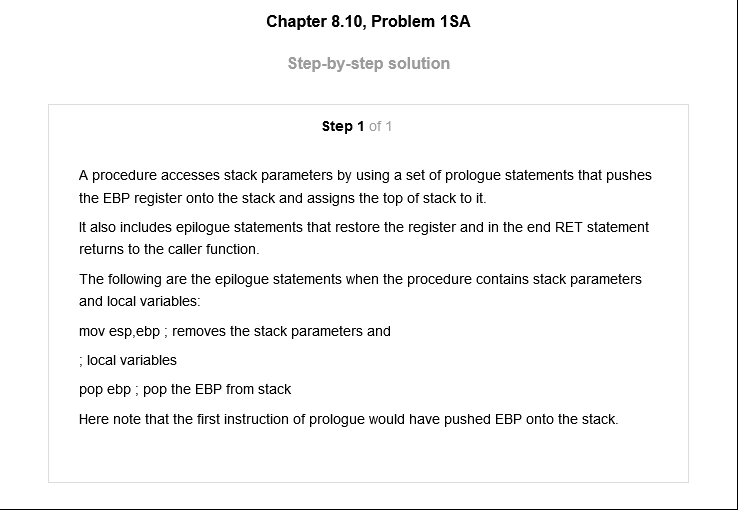 Chapter 8.10, Problem 1SA
Step-by-step solution
Step 1 of 1
A procedure accesses stack parameters by using a set of prologue statements that pushes
the EBP register onto the stack and assigns the top of stack to it.
It also includes epilogue statements that restore the register and in the end RET statement
returns to the caller function.
The following are the epilogue statements when the procedure contains stack parameters
and local variables:
mov esp,ebp ; removes the stack parameters and
; local variables
pop ebp ; pop the EBP from stack
Here note that the first instruction of prologue would have pushed EBP onto the stack.